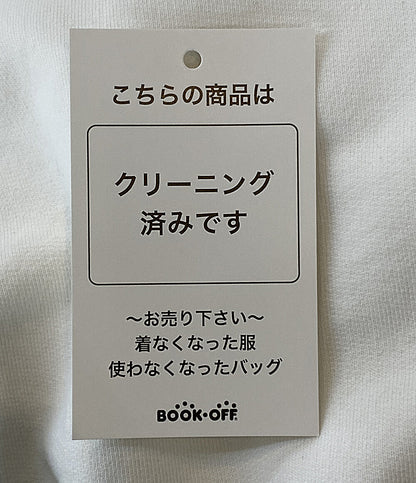 こちらの商品は
クリーニング
済みです
〜お売り下さい〜
着なくなった服
使わなくなったバッグ
BOOK・OFF